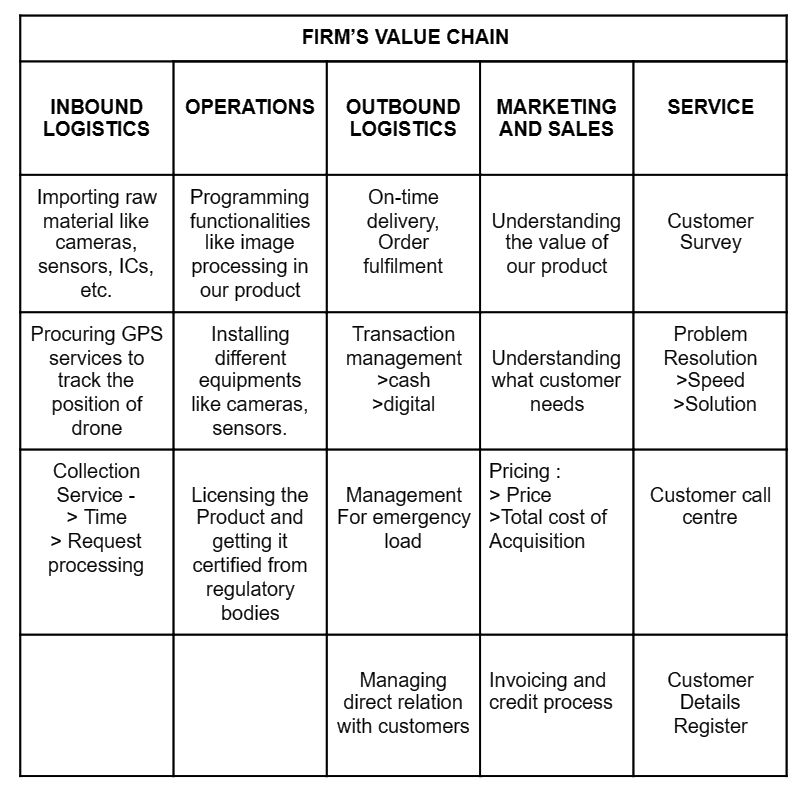 FIRM'S VALUE CHAIN
INBOUND
LOGISTICS
OPERATIONS
OUTBOUND
LOGISTICS
MARKETING
AND SALES
SERVICE
Importing raw
material like
cameras,
sensors, ICs,
etc.
Programming
functionalities
like image
processing in
our product
On-time
delivery,
Order
fulfilment
Understanding
the value of
our product
Customer
Survey
Procuring GPS
services to
track the
position of
drone
Installing
different
equipments
like cameras,
sensors.
Transaction
management
>cash
>digital
Understanding
what customer
needs
Problem
Resolution
>Speed
>Solution
Collection
Service -
> Time
> Request
processing
Licensing the
Product and
getting it
certified from
regulatory
bodies
Management
For emergency
load
Pricing :
> Price
>Total cost of
Acquisition
Customer call
centre
Managing
direct relation
with customers
Invoicing and
credit process
Customer
Details
Register